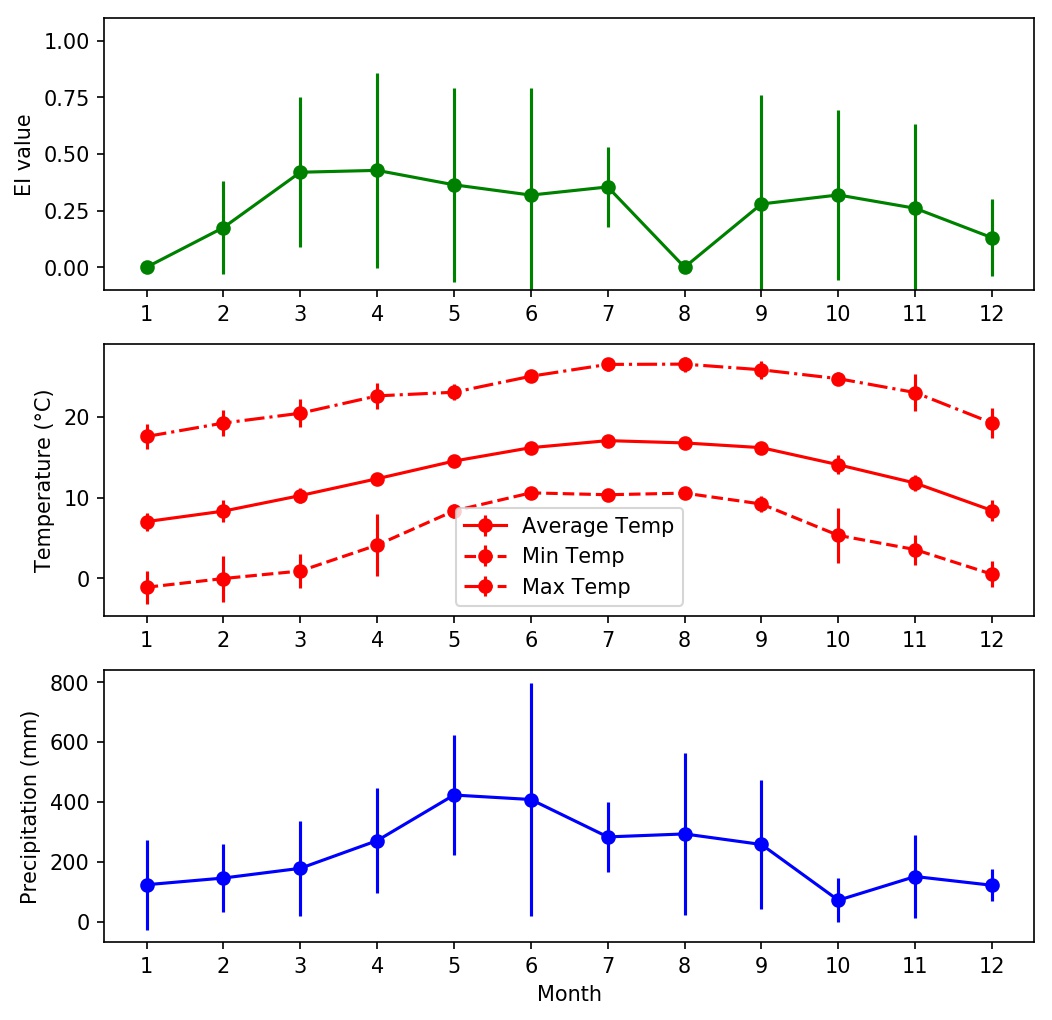 EI value
1.00
0.75
0.50
0.25
0.00
1 2 3 4 5 6 7 8 9 10 11 12
Temperature (°C)
20
10
0
Average Temp
Min Temp
Max Temp
1 2 3 4 5 6 7 8 9 10 11 12
Precipitation (mm)
800
600
400
200
0
1 2 3 4 5 6 7 8 9 10 11 12
Month